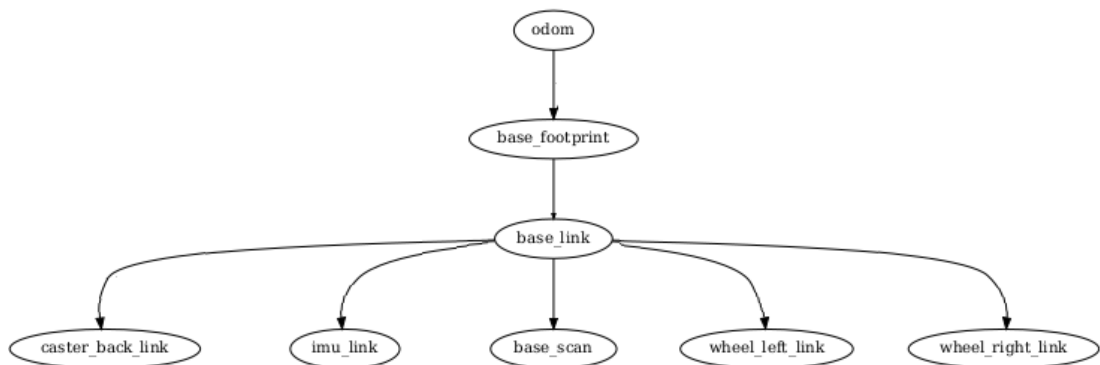 odom
base_footprint
base_link
caster_back_link
imu_link
base_scan
wheel_left_link
wheel_right_link